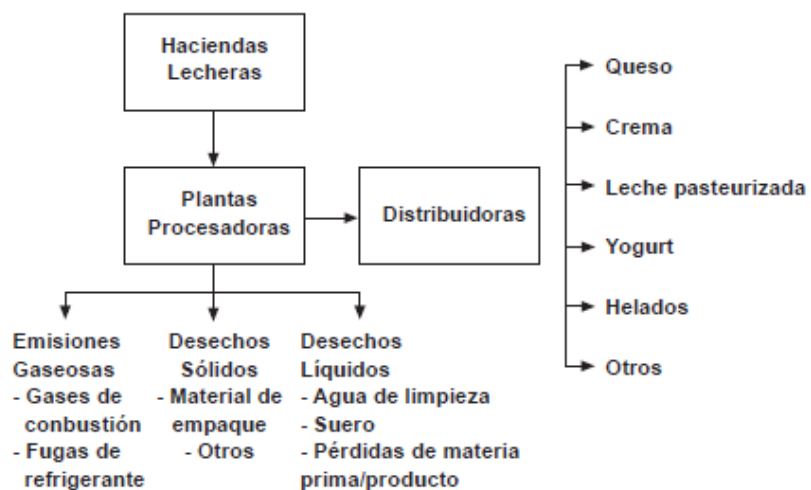 Haciendas
Lecheras
Plantas
Procesadoras
Distribuidoras
Queso
Crema
Leche pasteurizada
Yogurt
Helados
Otros
Emisiones
Gaseosas
- Gases de
conbustión
- Fugas de
refrigerante
Desechos
Sólidos
- Material de
empaque
- Otros
Desechos
Líquidos
- Agua de limpieza
- Suero
- Pérdidas de materia
prima/producto